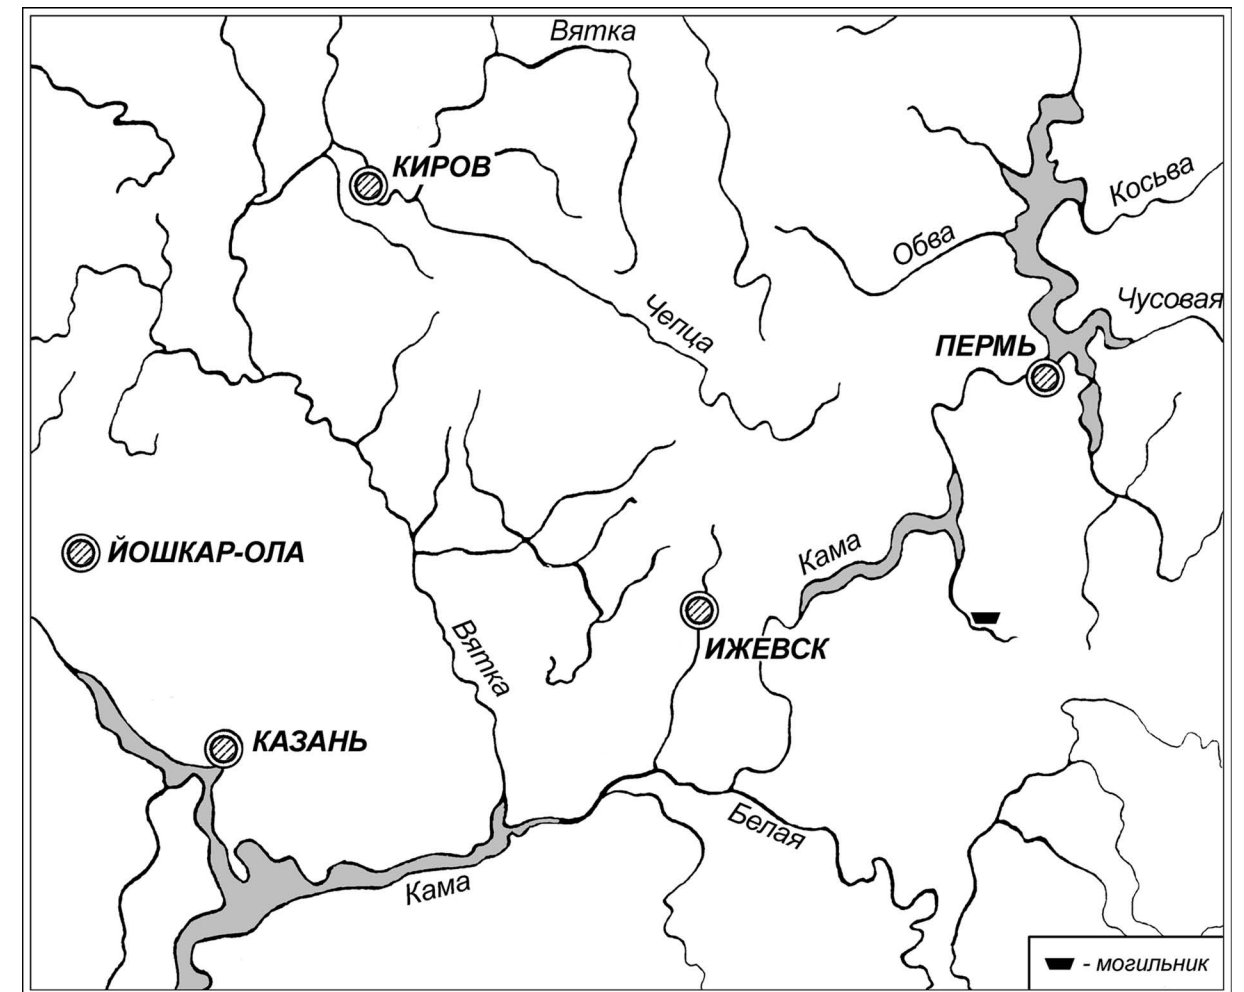 Вятка
КИРОВ
Косьва
Обва
Чепца
Чусовая
ПЕРМЬ
ЙОШКАР-ОЛА
Кама
Вятка
ИЖЕВСК
КАЗАНЬ
Белая
Кама
- могильник